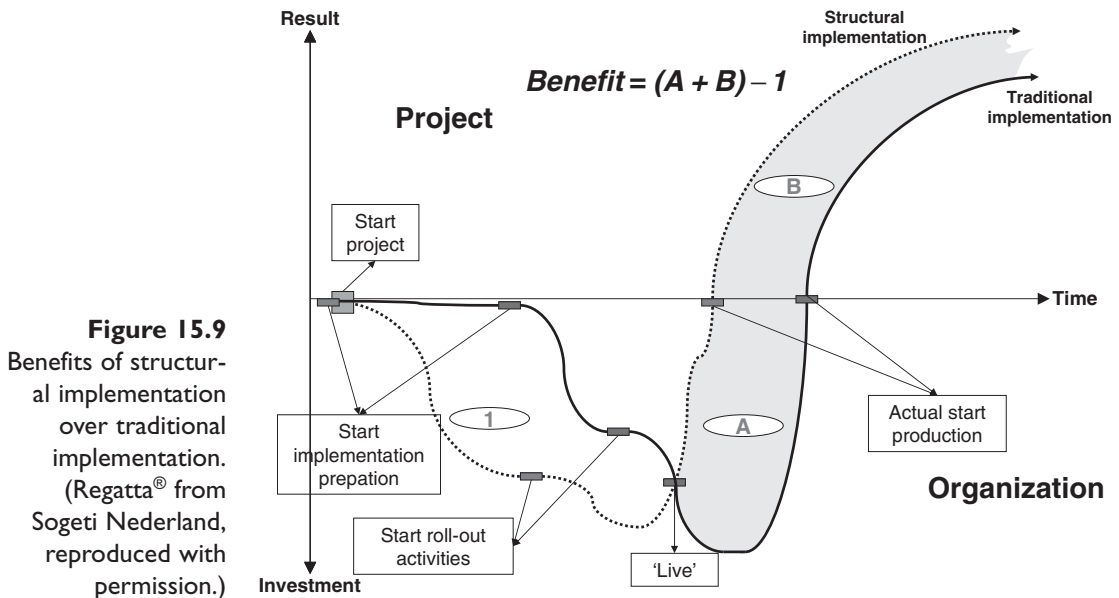 Result
Structural
implementation
Benefit = (A + B) – 1
Project
Traditional
implementation
B
Start
project
Time
Figure 15.9
Benefits of structur-
al implementation
over traditional
implementation.
(Regatta® from
Sogeti Nederland,
reproduced with
permission.)
1
A
Start
implementation
prepation
Actual start
production
Organization
Start roll-out
activities
'Live'
Investment